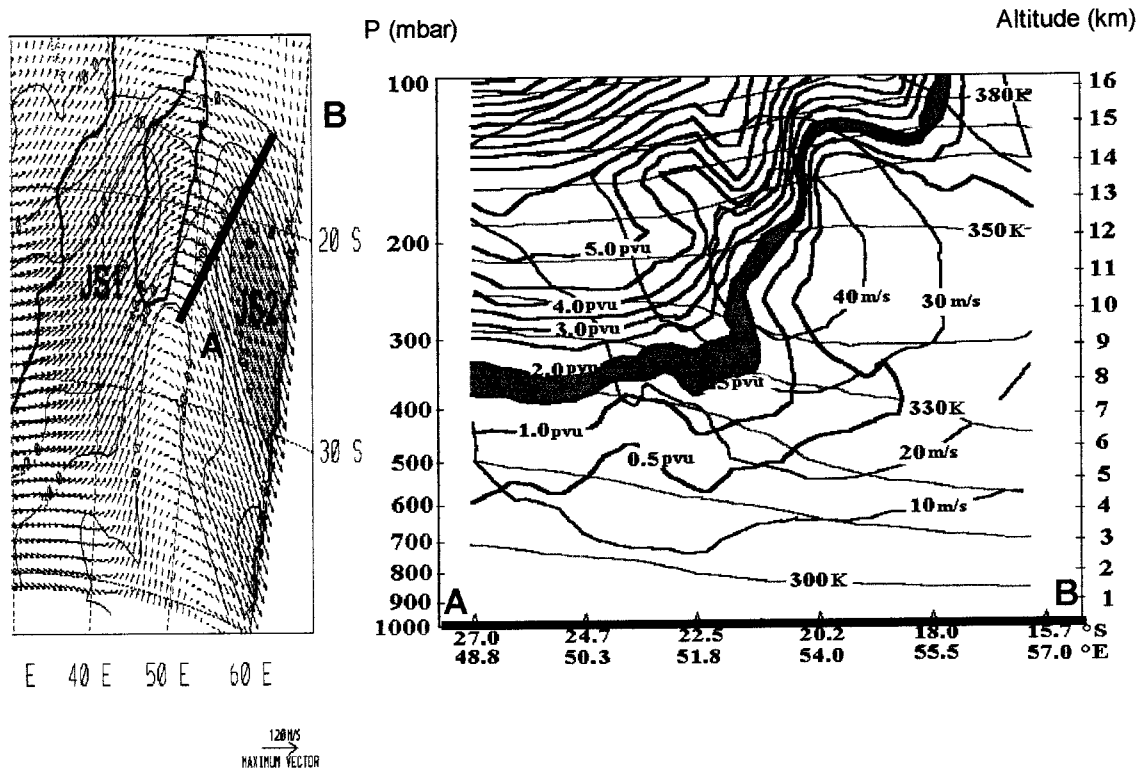 P (mbar)
Altitude (km)
B
20 S
JS1
JS2
A
30 S
E 40 E 50 E 60 E
120M/S
MAXIMUM VECTOR
100
200
300
400
500
600
700
800
900
1000
16
15
14
13
12
11
10
9
8
7
6
5
4
3
2
1
380K
350K
5.0 pvu
4.0 pvu
3.0 pvu
2.0 pvu
40 m/s
30 m/s
330K
1.0 pvu
0.5 pvu
20 m/s
10 m/s
300K
A
B
27.0 24.7 22.5 20.2 18.0 15.7 °S
48.8 50.3 51.8 54.0 55.5 57.0 °E